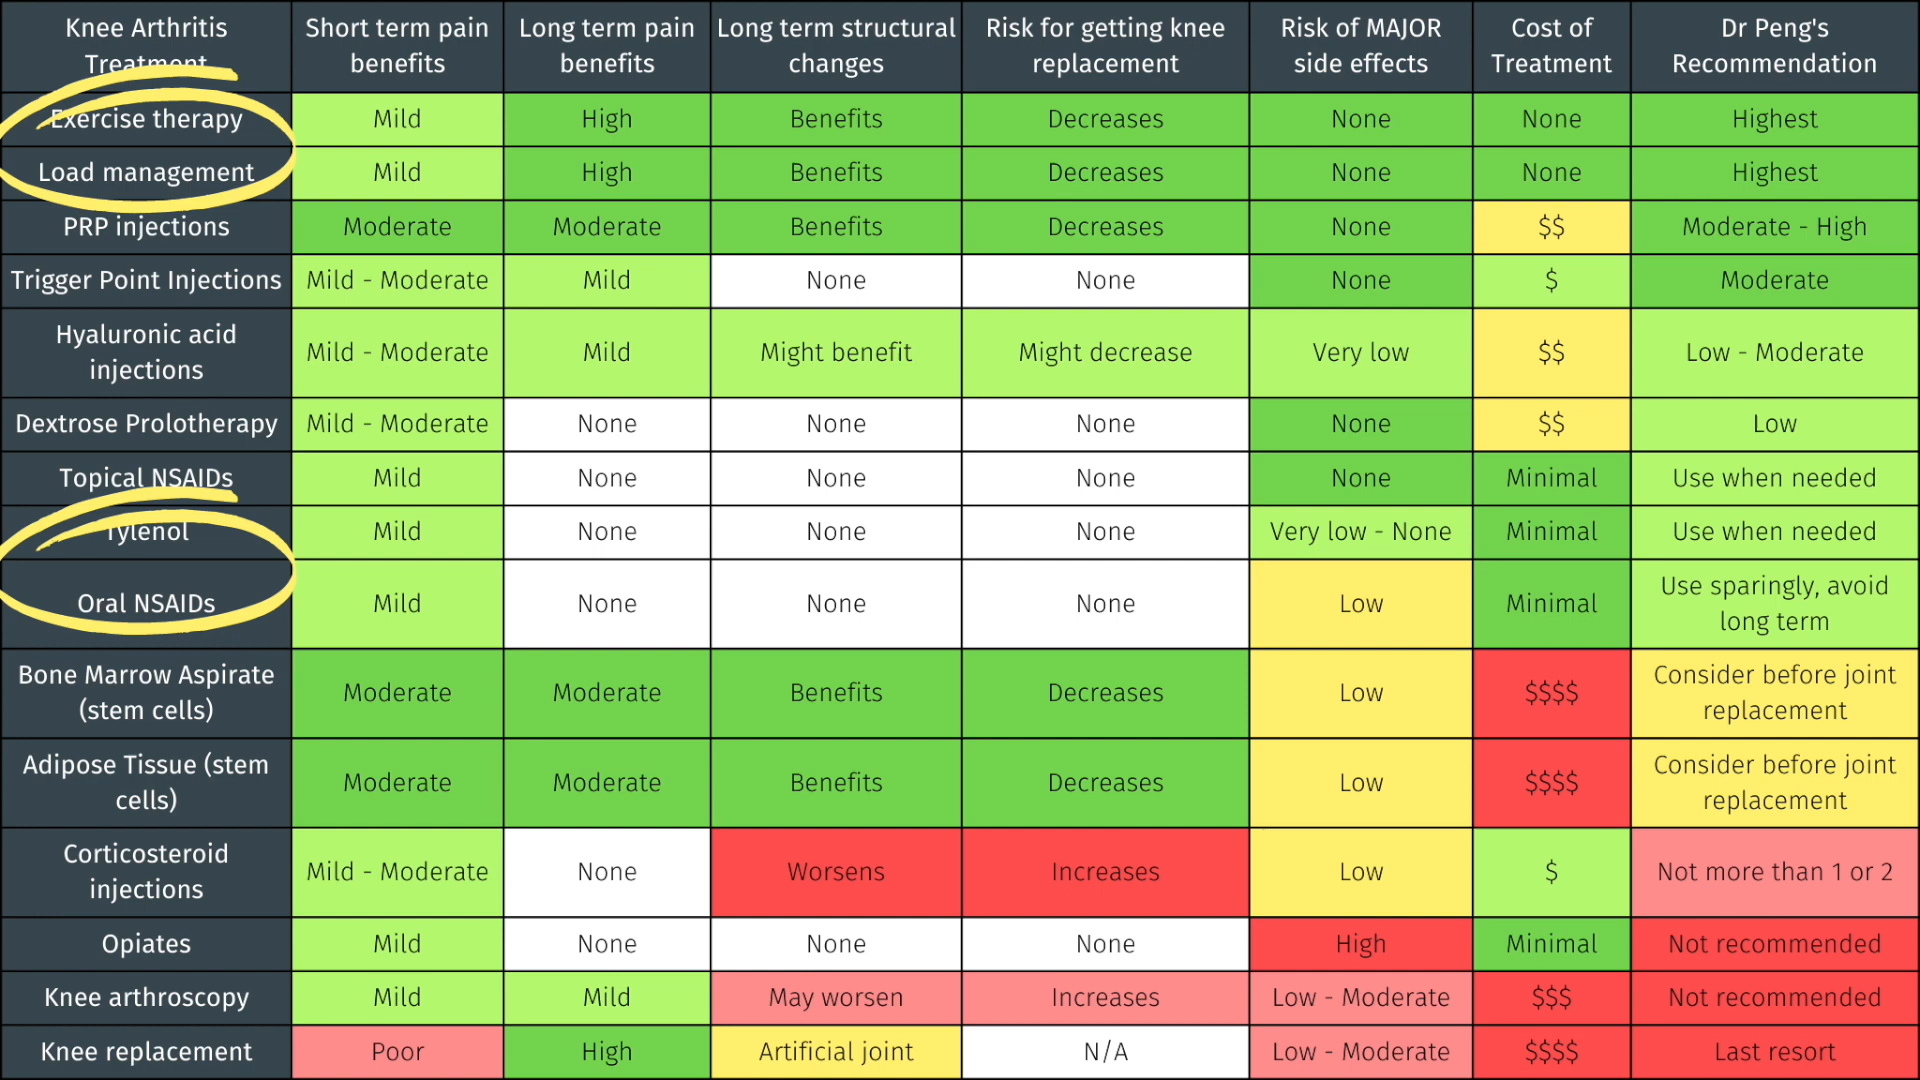 Knee Arthritis Treatment | Short term pain benefits | Long term pain benefits | Long term structural changes | Risk for getting knee replacement | Risk of MAJOR side effects | Cost of Treatment | Dr Peng's Recommendation
Exercise therapy | Mild | High | Benefits | Decreases | None | None | Highest
Load management | Mild | High | Benefits | Decreases | None | None | Highest
PRP injections | Moderate | Moderate | Benefits | Decreases | None | $$ | Moderate - High
Trigger Point Injections | Mild - Moderate | Mild | None | None | None | $ | Moderate
Hyaluronic acid injections | Mild - Moderate | Mild | Might benefit | Might decrease | Very low | $$ | Low - Moderate
Dextrose Prolotherapy | Mild - Moderate | None | None | None | None | $$ | Low
Topical NSAIDs | Mild | None | None | None | None | Minimal | Use when needed
Tylenol | Mild | None | None | None | Very low - None | Minimal | Use when needed
Oral NSAIDs | Mild | None | None | None | Low | Minimal | Use sparingly, avoid long term
Bone Marrow Aspirate (stem cells) | Moderate | Moderate | Benefits | Decreases | Low | $$$$ | Consider before joint replacement
Adipose Tissue (stem cells) | Moderate | Moderate | Benefits | Decreases | Low | $$$$ | Consider before joint replacement
Corticosteroid injections | Mild - Moderate | None | Worsens | Increases | Low | $ | Not more than 1 or 2
Opiates | Mild | None | None | None | High | Minimal | Not recommended
Knee arthroscopy | Mild | Mild | May worsen | Increases | Low - Moderate | $$$ | Not recommended
Knee replacement | Poor | High | Artificial joint | N/A | Low - Moderate | $$$$ | Last resort